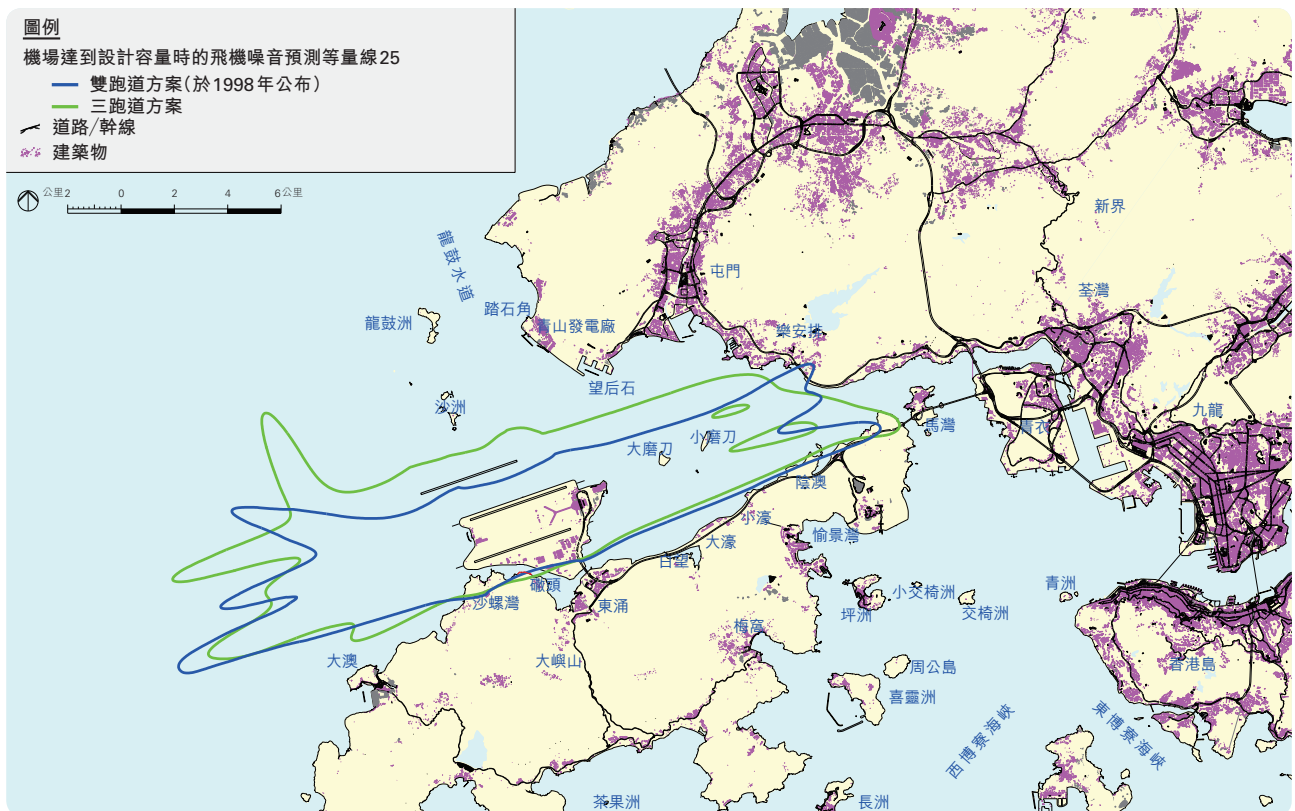 圖例
機場達到設計容量時的飛機噪音預測等量線25
雙跑道方案(於1998年公布)
三跑道方案
道路/幹線
建築物
公里 2 0 2 4 6 公里
新界
龍鼓水道
屯門
荃灣
踏石角
龍鼓洲
青山發電廠
樂安排
望后石
沙洲
九龍
馬灣
青衣
小磨刀
大磨刀
陰澳
小濠
愉景灣
大濠
白望
𥕢頭
沙螺灣
東涌
青洲
小交椅洲
坪洲
交椅洲
梅窩
大澳
大嶼山
周公島
香港島
喜靈洲
西博寮海峽
東博寮海峽
茶果洲
長洲